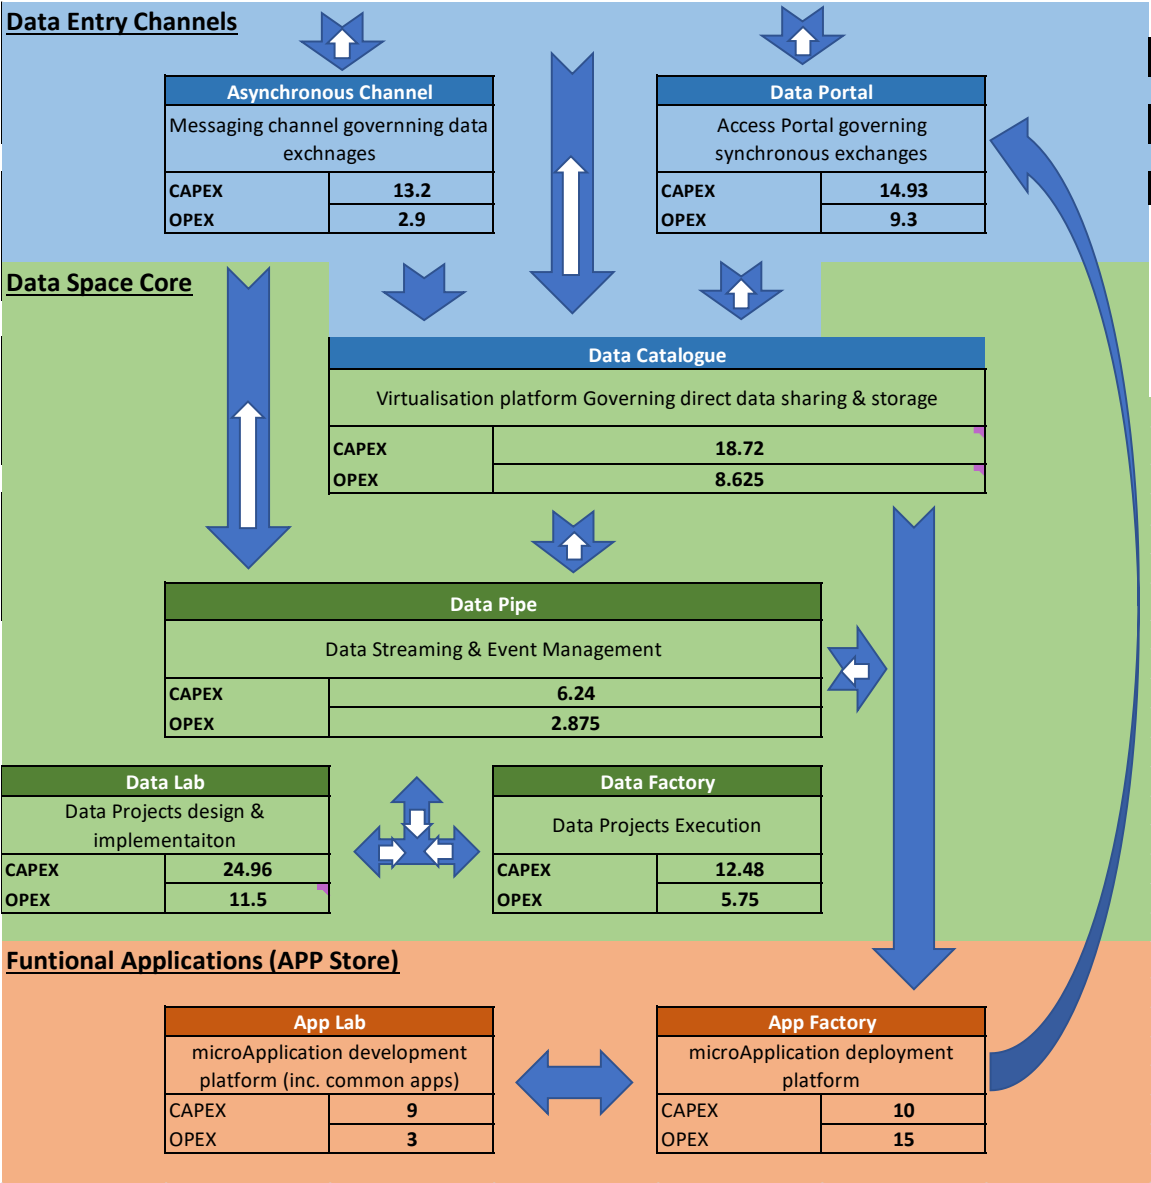 Data Entry Channels
Asynchronous Channel
Messaging channel governning data
exchnages
CAPEX 13.2
OPEX 2.9
Data Portal
Access Portal governing
synchronous exchanges
CAPEX 14.93
OPEX 9.3
Data Space Core
Data Catalogue
Virtualisation platform Governing direct data sharing & storage
CAPEX 18.72
OPEX 8.625
Data Pipe
Data Streaming & Event Management
CAPEX 6.24
OPEX 2.875
Data Lab
Data Projects design &
implementaiton
CAPEX 24.96
OPEX 11.5
Data Factory
Data Projects Execution
CAPEX 12.48
OPEX 5.75
Funtional Applications (APP Store)
App Lab
microApplication development
platform (inc. common apps)
CAPEX 9
OPEX 3
App Factory
microApplication deployment
platform
CAPEX 10
OPEX 15